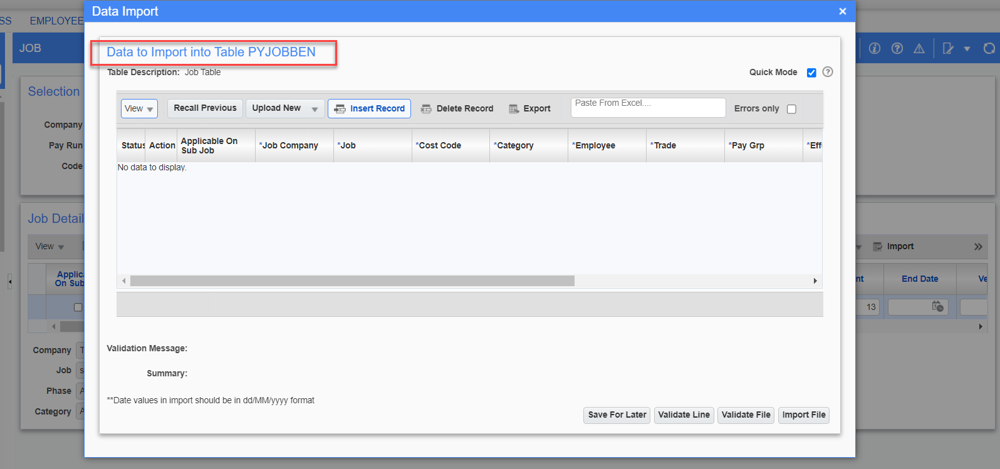 Data Import
SS EMPLOYEE
JOB
Data to Import into Table PYJOBBEN
Table Description: Job Table
Quick Mode
Selection
Company
Pay Run
Code
View
Recall Previous
Upload New
Insert Record
Delete Record
Export
Paste From Excel....
Errors only
Status
Action
Applicable On
Sub Job
*Job Company
*Job
*Cost Code
*Category
*Employee
*Trade
*Pay Grp
*Eff
No data to display.
Job Detail
View
Import
Applica
On Sub
nt
End Date
Ve
13
Company T
Job s
Phase A
Category A
Validation Message:
Summary:
**Date values in import should be in dd/MM/yyyy format
Save For Later
Validate Line
Validate File
Import File